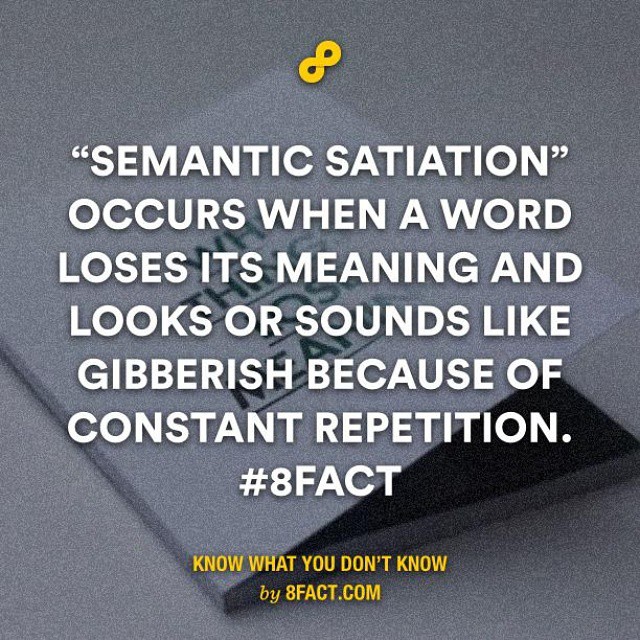 “SEMANTIC SATIATION”
OCCURS WHEN A WORD
LOSES ITS MEANING AND
LOOKS OR SOUNDS LIKE
GIBBERISH BECAUSE OF
CONSTANT REPETITION.
#8FACT
KNOW WHAT YOU DON’T KNOW
by 8FACT.COM